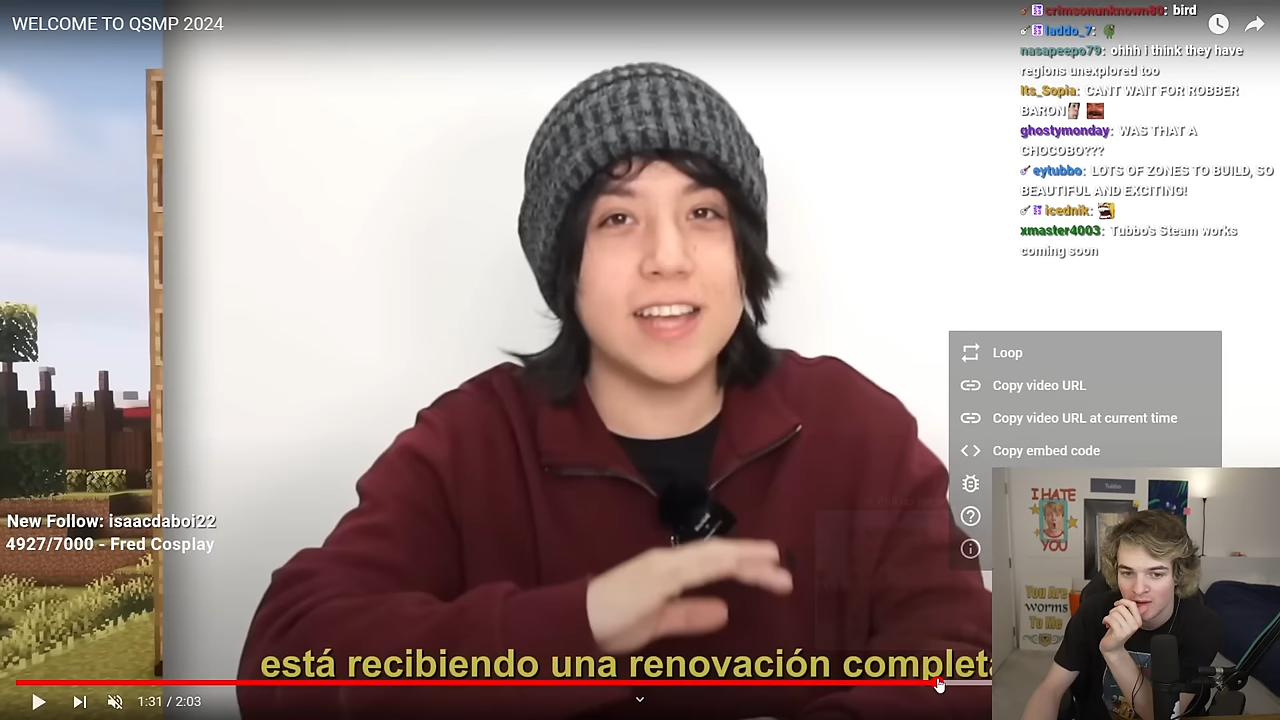 WELCOME TO QSMP 2024
crimsonunknown80: bird
laddo_7:
nasapeepo79: ohhh i think they have
regions unexplored too
Its_Sopia: CANT WAIT FOR ROBBER
BARON
ghostymonday: WAS THAT A
CHOCOBO???
eytubbo: LOTS OF ZONES TO BUILD, SO
BEAUTIFUL AND EXCITING!
icednik:
xmaster4003: Tubbo's Steam works
coming soon
Loop
Copy video URL
Copy video URL at current time
Copy embed code
New Follow: isaacdaboi22
4927/7000 - Fred Cosplay
Tubbo
I HATE
YOU
You Are
worms
To Me
está recibiendo una renovación completa
1:31 / 2:03